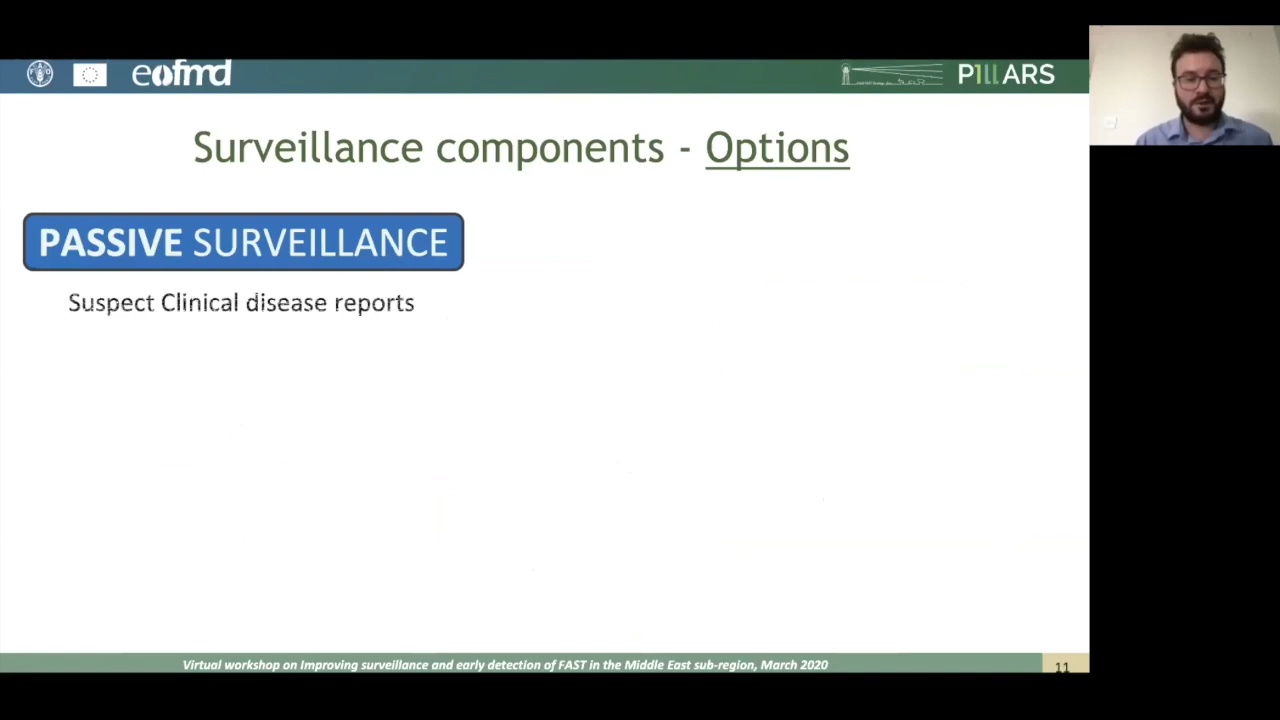 eofmd
PILLARS
Surveillance components - Options
PASSIVE SURVEILLANCE
Suspect Clinical disease reports
Virtual workshop on Improving surveillance and early detection of FAST in the Middle East sub-region, March 2020
11